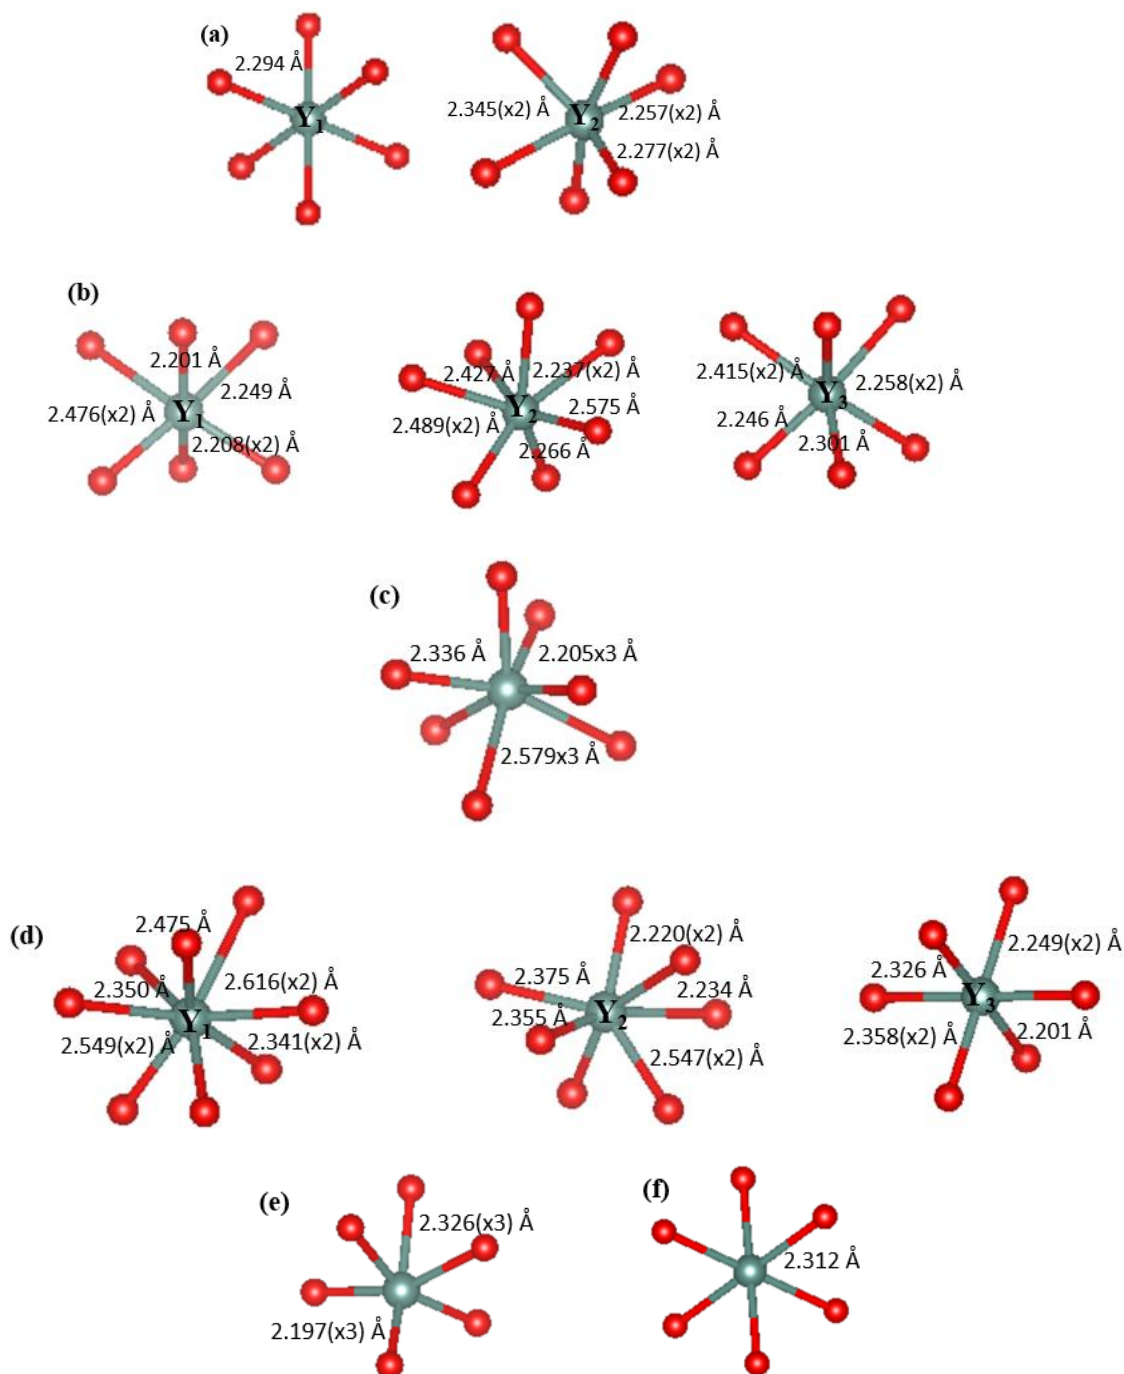 (a)
2.294 Å
Y1
2.345(x2) Å
Y2
2.257(x2) Å
2.277(x2) Å
(b)
2.201 Å
2.249 Å
2.476(x2) Å
Y1
2.208(x2) Å
2.427 Å
2.237(x2) Å
Y2
2.575 Å
2.489(x2) Å
2.266 Å
2.415(x2) Å
Y3
2.258(x2) Å
2.246 Å
2.301 Å
(c)
2.336 Å
2.205x3 Å
2.579x3 Å
(d)
2.475 Å
2.350 Å
2.616(x2) Å
Y1
2.549(x2) Å
2.341(x2) Å
2.220(x2) Å
2.375 Å
2.234 Å
2.355 Å
Y2
2.547(x2) Å
2.249(x2) Å
2.326 Å
Y3
2.358(x2) Å
2.201 Å
(e)
2.326(x3) Å
2.197(x3) Å
(f)
2.312 Å